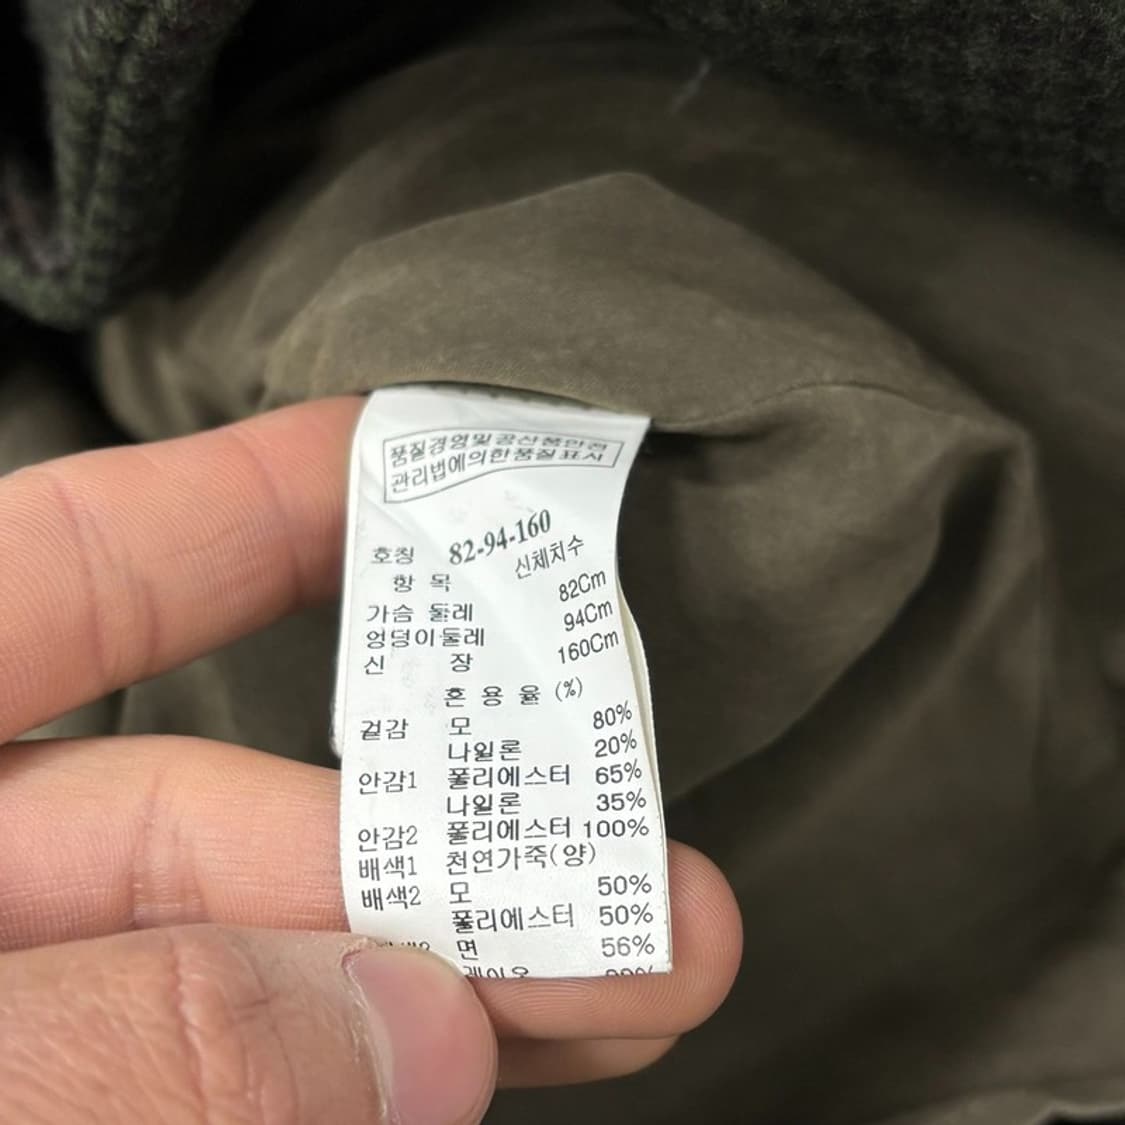 품질경영및공산품안전
관리법에의한품질표시
호칭 82-94-160
항 목 신체치수
가슴 둘레 82Cm
엉덩이둘레 94Cm
신 장 160Cm
혼 용 율 (%)
겉감 모 80%
나일론 20%
안감1 폴리에스터 65%
나일론 35%
안감2 폴리에스터 100%
배색1 천연가죽(양)
배색2 모 50%
폴리에스터 50%
면 56%